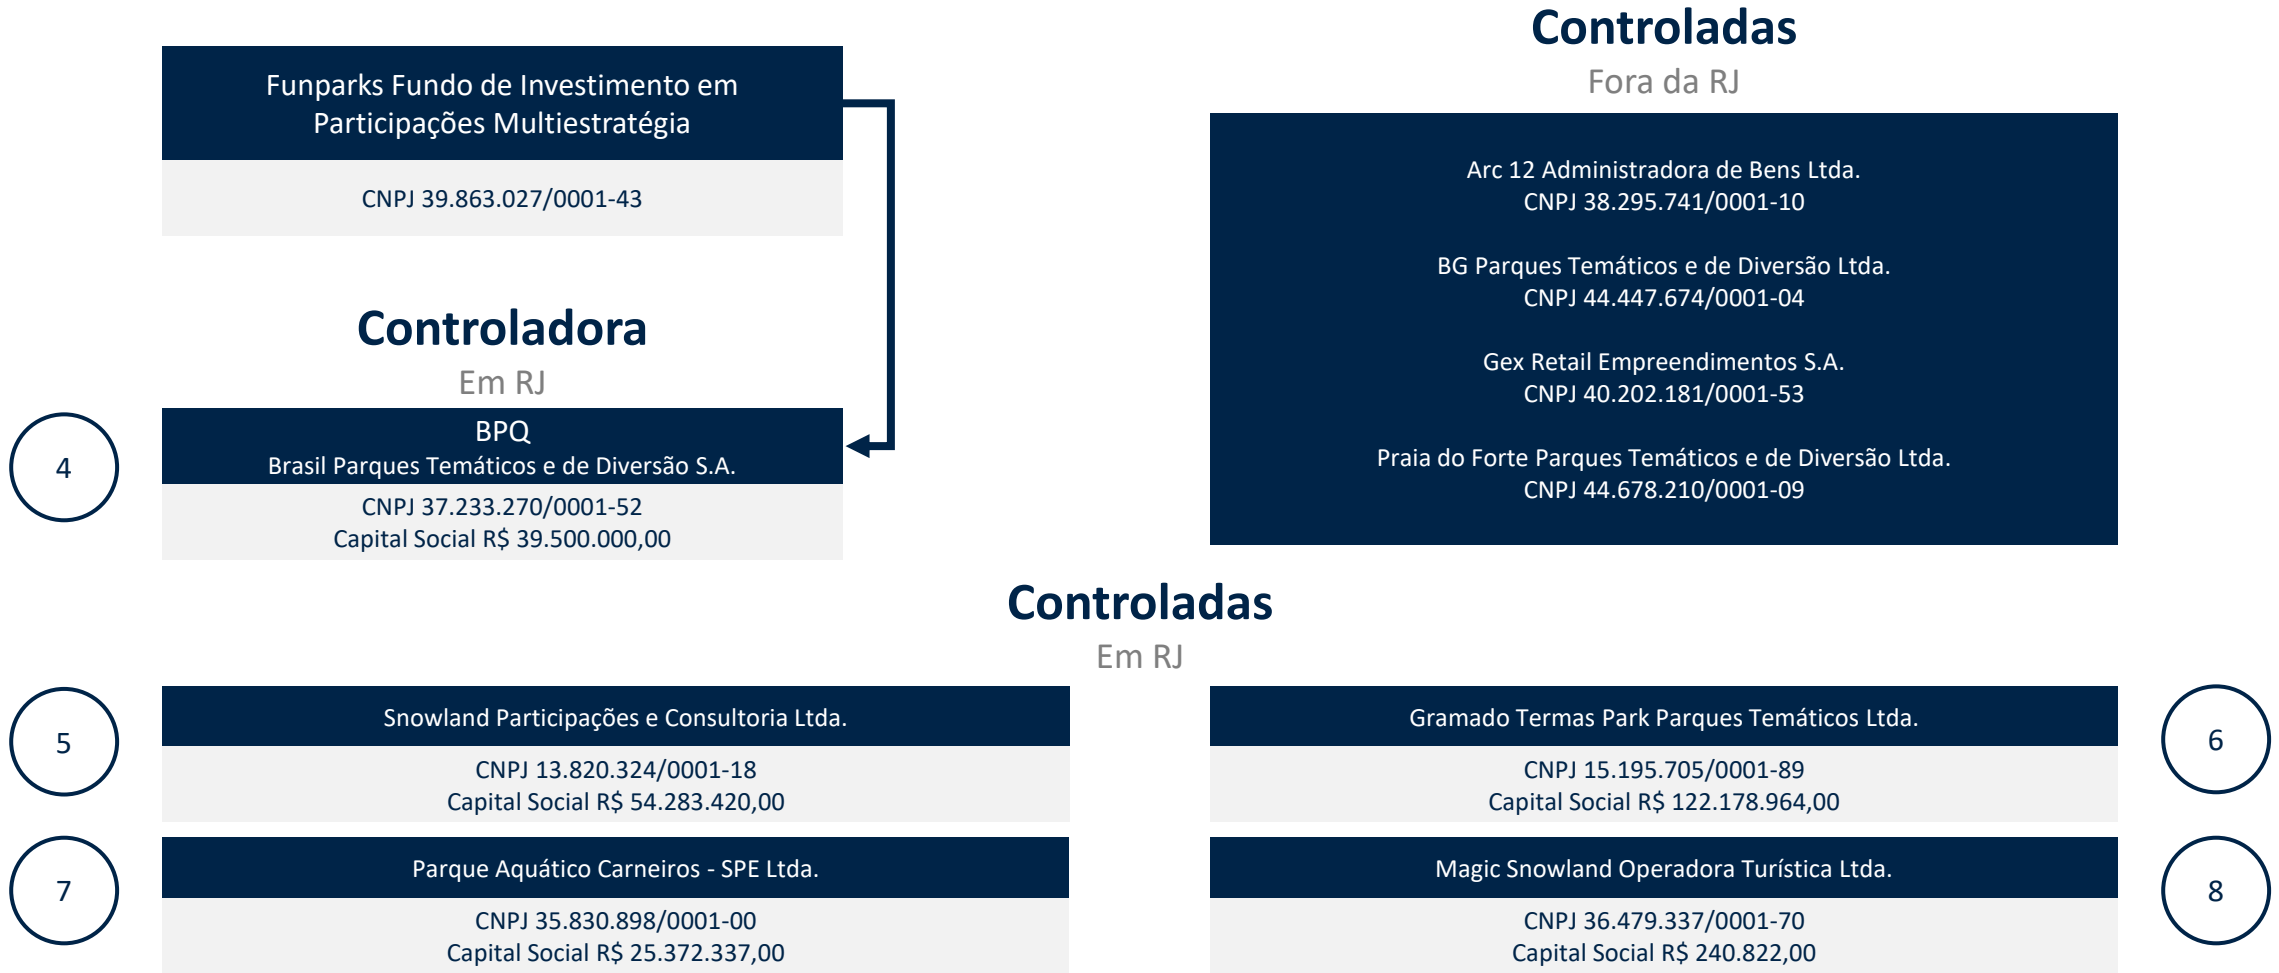 Funparks Fundo de Investimento em
Participações Multiestratégia
CNPJ 39.863.027/0001-43
Controladora
Em RJ
4
BPQ
Brasil Parques Temáticos e de Diversão S.A.
CNPJ 37.233.270/0001-52
Capital Social R$ 39.500.000,00
Controladas
Fora da RJ
Arc 12 Administradora de Bens Ltda.
CNPJ 38.295.741/0001-10
BG Parques Temáticos e de Diversão Ltda.
CNPJ 44.447.674/0001-04
Gex Retail Empreendimentos S.A.
CNPJ 40.202.181/0001-53
Praia do Forte Parques Temáticos e de Diversão Ltda.
CNPJ 44.678.210/0001-09
Controladas
Em RJ
5
Snowland Participações e Consultoria Ltda.
CNPJ 13.820.324/0001-18
Capital Social R$ 54.283.420,00
Gramado Termas Park Parques Temáticos Ltda.
CNPJ 15.195.705/0001-89
Capital Social R$ 122.178.964,00
6
7
Parque Aquático Carneiros - SPE Ltda.
CNPJ 35.830.898/0001-00
Capital Social R$ 25.372.337,00
Magic Snowland Operadora Turística Ltda.
CNPJ 36.479.337/0001-70
Capital Social R$ 240.822,00
8